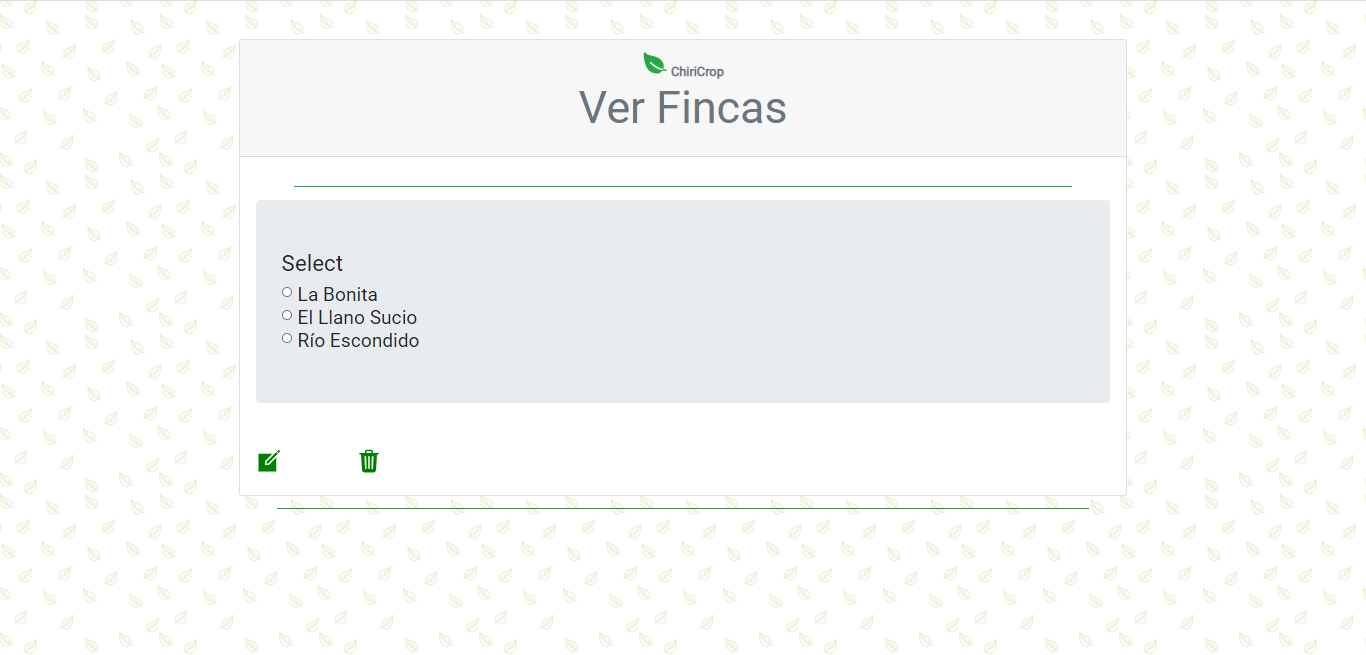 ChiriCrop
Ver Fincas
Select
La Bonita
El Llano Sucio
Río Escondido